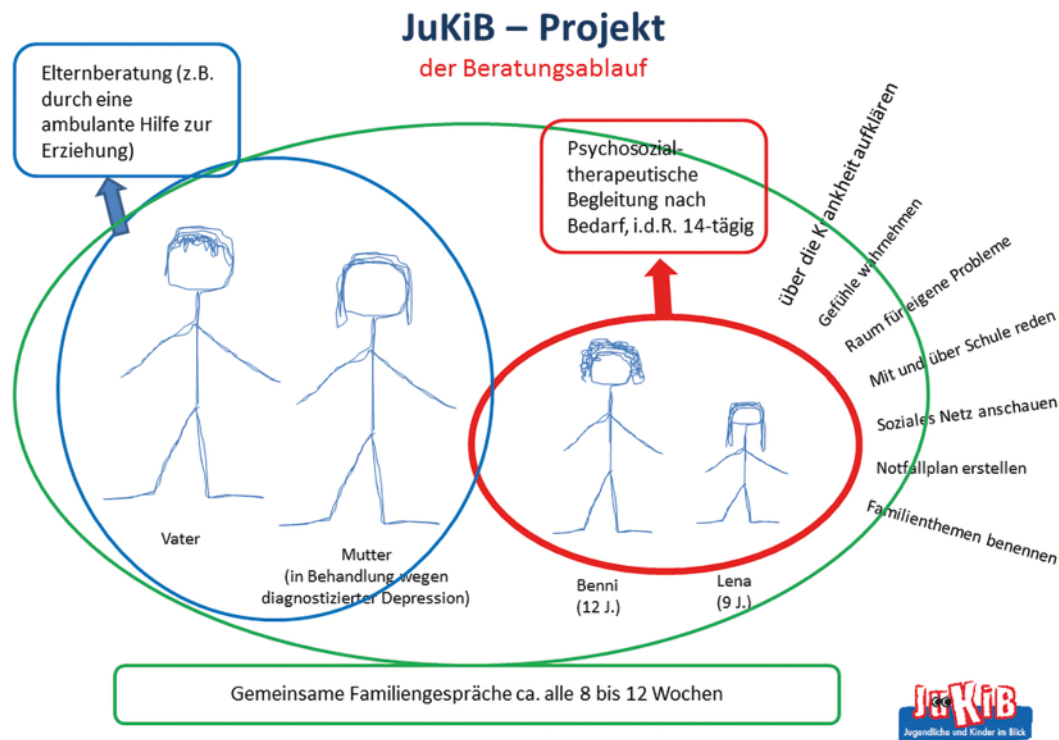 JuKiB – Projekt
der Beratungsablauf
Elternberatung (z.B.
durch eine
ambulante Hilfe zur
Erziehung)
Psychosozial-
therapeutische
Begleitung nach
Bedarf, i.d.R. 14-tägig
über die Krankheit aufklären
Gefühle wahrnehmen
Raum für eigene Probleme
Mit und über Schule reden
Soziales Netz anschauen
Notfallplan erstellen
Familienthemen benennen
Vater
Mutter
(in Behandlung wegen
diagnostizierter Depression)
Benni
(12 J.)
Lena
(9 J.)
Gemeinsame Familiengespräche ca. alle 8 bis 12 Wochen
JuKiB
Jugendliche und Kinder im Blick